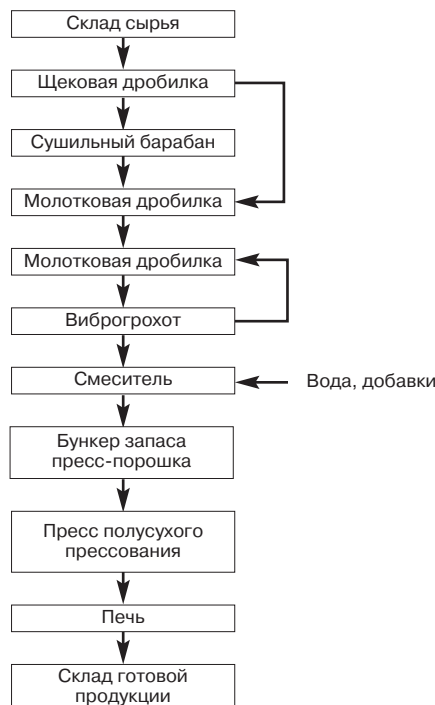 Склад сырья
Щековая дробилка
Сушильный барабан
Молотковая дробилка
Молотковая дробилка
Виброгрохот
Смеситель
Вода, добавки
Бункер запаса
пресс-порошка
Пресс полусухого
прессования
Печь
Склад готовой
продукции